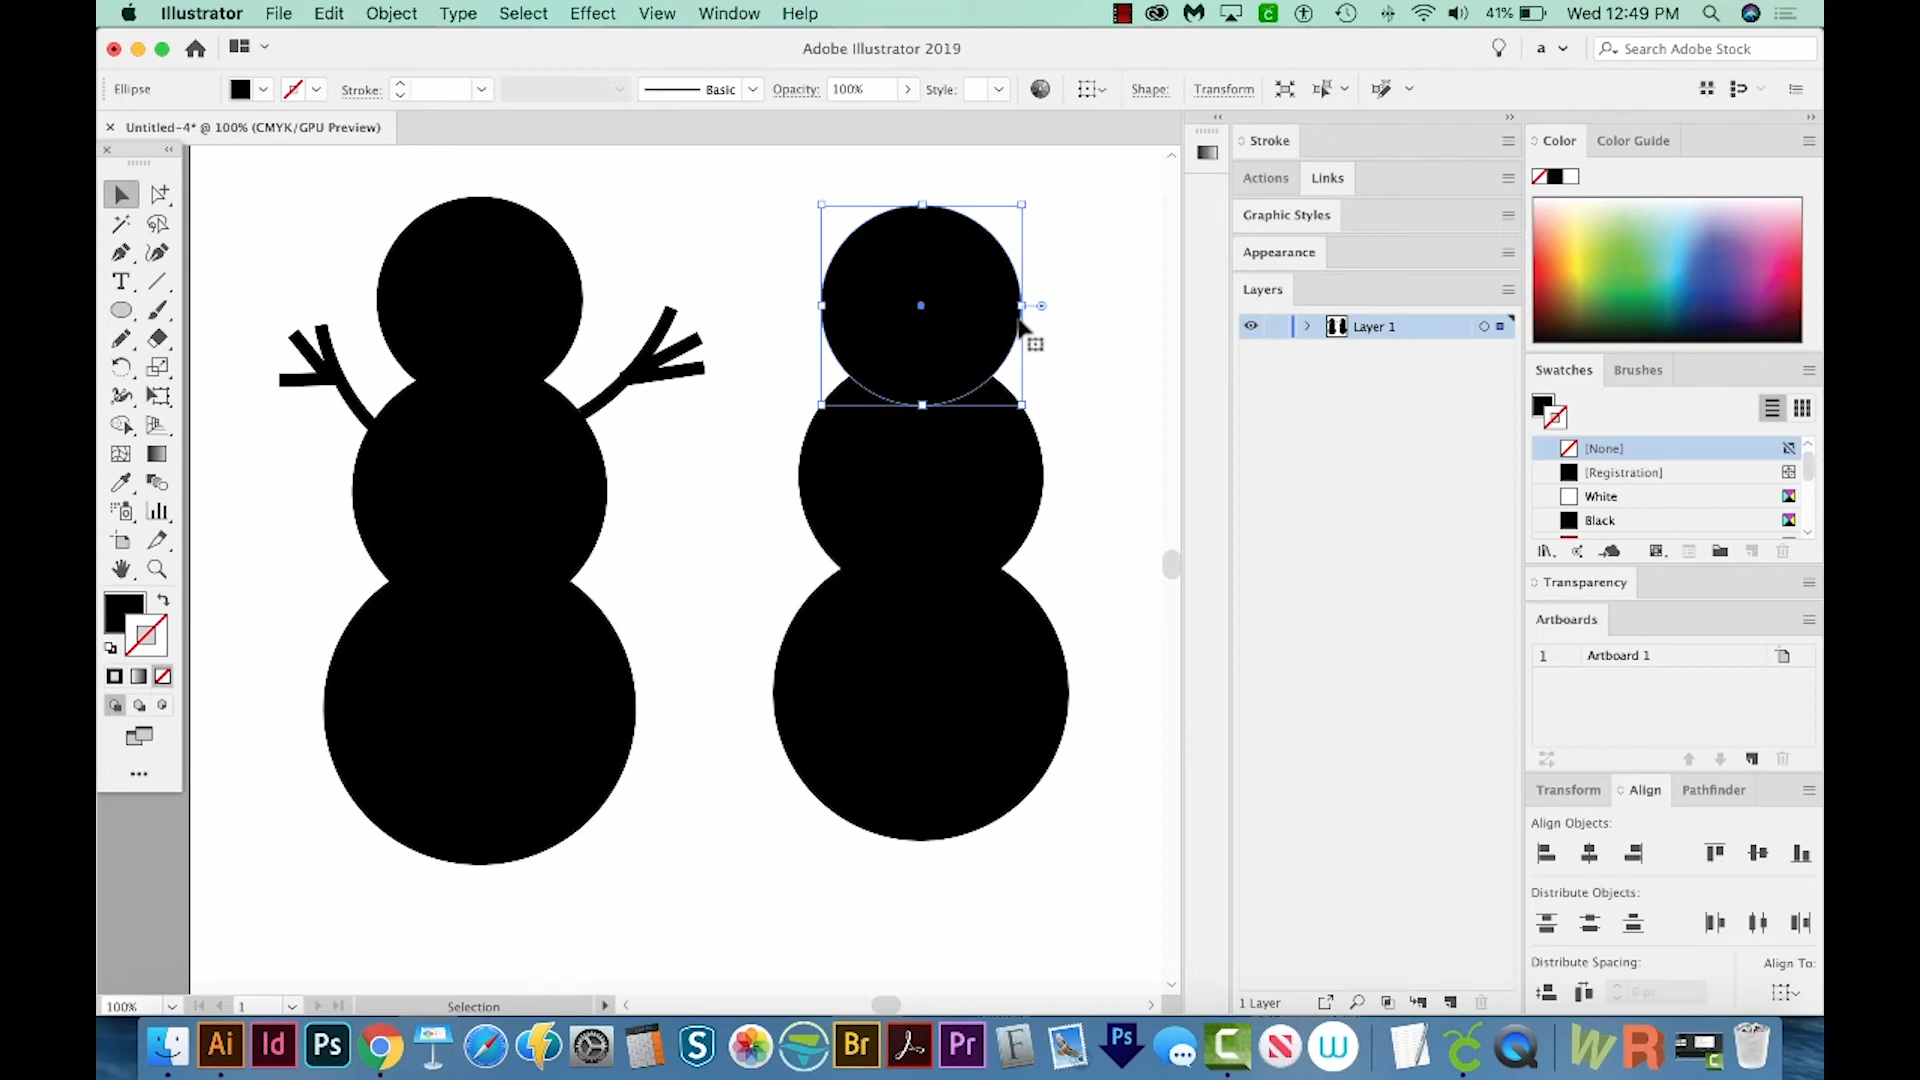 Illustrator File Edit Object Type Select Effect View Window Help 41% Wed 12:49 PM
Adobe Illustrator 2019 a Search Adobe Stock
Ellipse Stroke: Basic Opacity: 100% Style: Shape: Transform
Untitled-4* @ 100% (CMYK/GPU Preview)
Stroke
Actions Links
Graphic Styles
Appearance
Layers
Layer 1
1 Layer
Color Color Guide
Swatches Brushes
[None]
[Registration]
White
Black
Transparency
Artboards
1 Artboard 1
Transform Align Pathfinder
Align Objects:
Distribute Objects:
Distribute Spacing: Align To:
0 pt
100% 1 Selection
Ai Id Ps S Br Pr F Ps C N W W R